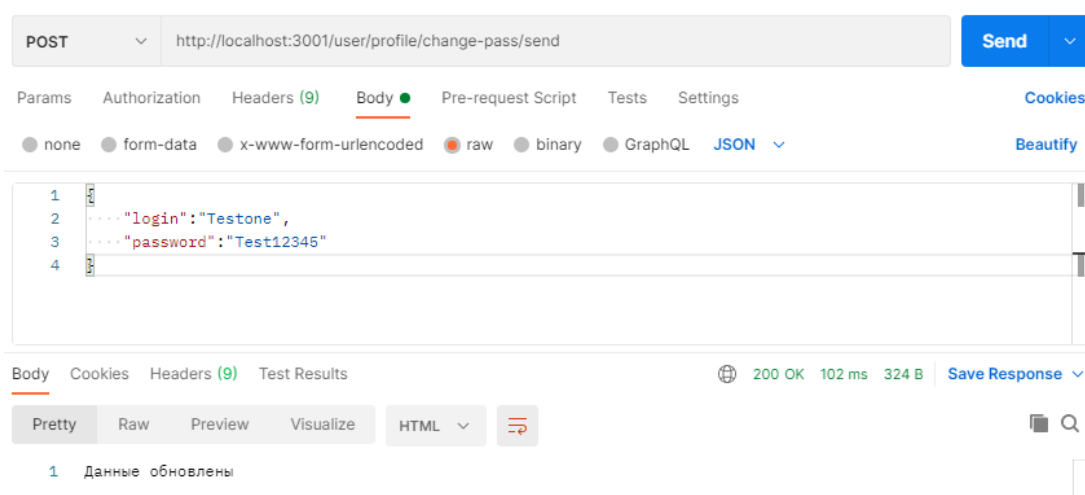 POST http://localhost:3001/user/profile/change-pass/send Send
Params Authorization Headers (9) Body Pre-request Script Tests Settings Cookies
none form-data x-www-form-urlencoded raw binary GraphQL JSON Beautify
1 {
2 ····"login":"Testone",
3 ····"password":"Test12345"
4 }
Body Cookies Headers (9) Test Results 200 OK 102 ms 324 B Save Response
Pretty Raw Preview Visualize HTML
1 Данные обновлены